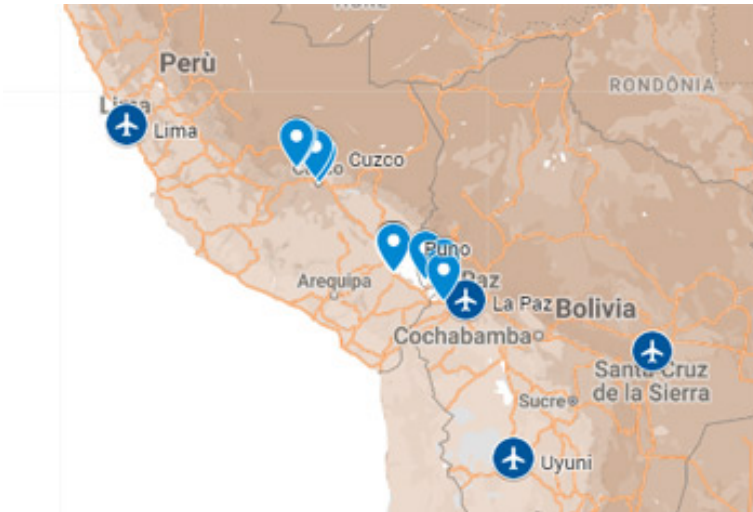 Perù
RONDÔNIA
Lima
Lima
Cuzco
Puno
Arequipa
Paz
La Paz
Bolivia
Cochabamba
Santa Cruz
de la Sierra
Sucre
Uyuni